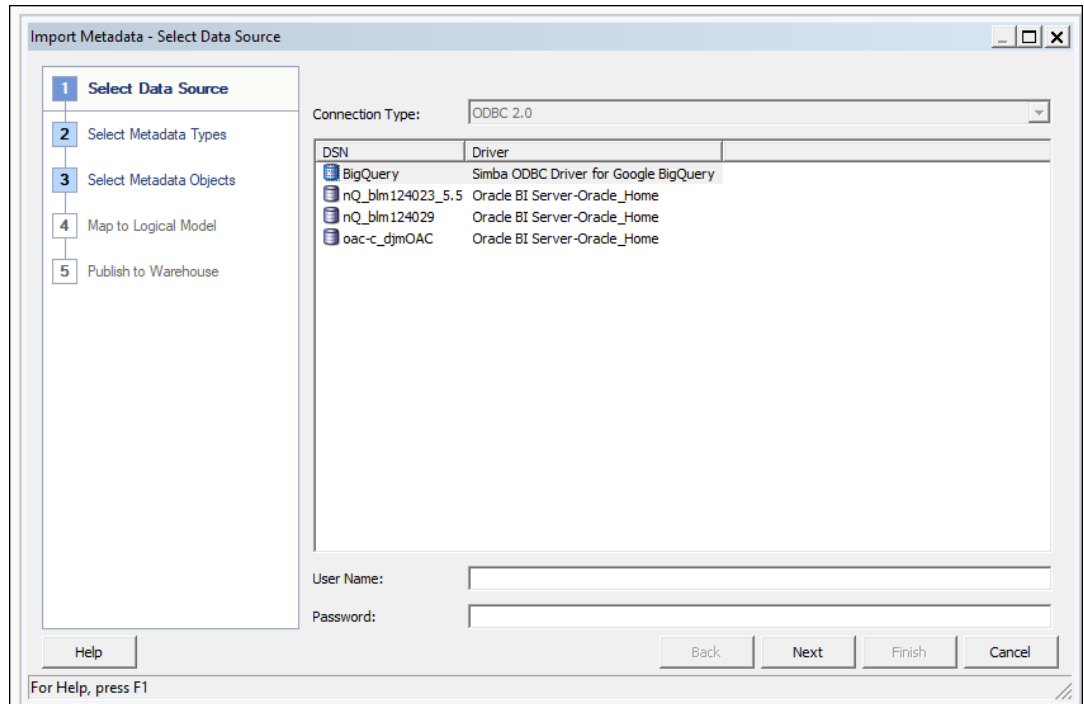 Import Metadata - Select Data Source
1 Select Data Source
2 Select Metadata Types
3 Select Metadata Objects
4 Map to Logical Model
5 Publish to Warehouse
Connection Type: ODBC 2.0
DSN Driver
BigQuery Simba ODBC Driver for Google BigQuery
nQ_blm124023_5.5 Oracle BI Server-Oracle_Home
nQ_blm124029 Oracle BI Server-Oracle_Home
oac-c_djmOAC Oracle BI Server-Oracle_Home
User Name:
Password:
Help Back Next Finish Cancel
For Help, press F1